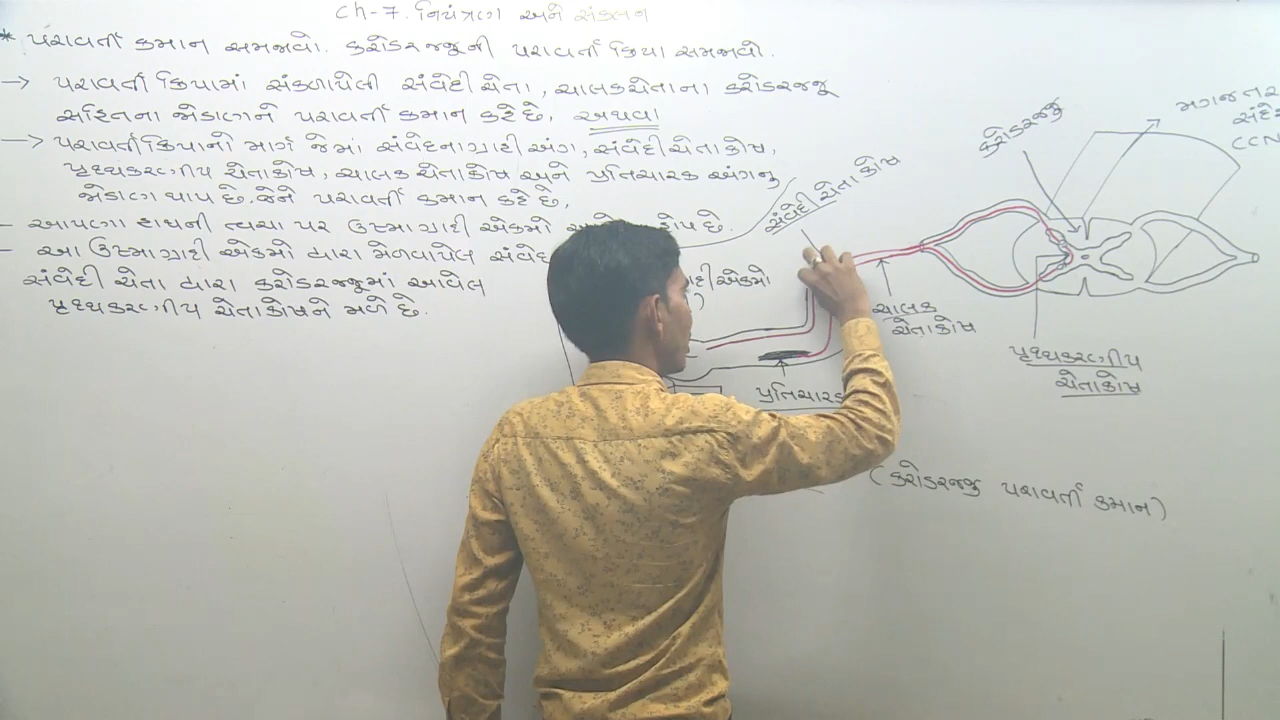 Ch-7. નિયંત્રણ અને સંકલન
* પરાવર્તી કમાન સમજાવો. કરોડરજ્જુની પરાવર્તી ક્રિયા સમજાવો.
→ પરાવર્તી ક્રિયામાં સંકળાયેલી સંવેદી ચેતા, ચાલકચેતાના કરોડરજ્જુ
સહિતના જોડાણને પરાવર્તી કમાન કહે છે. અથવા
→ પરાવર્તી ક્રિયાનો માર્ગ જેમાં સંવેદનાગ્રાહી અંગ, સંવેદી ચેતાકોષ,
પૃથ્થકરણીય ચેતાકોષ, ચાલક ચેતાકોષ અને પ્રતિચારક અંગનુ
જોડાણ થાય છે. જેને પરાવર્તી કમાન કહે છે,
- આપણા હાથની ત્વચા પર ઉષ્માગ્રાહી એકમો છે.
- આ ઉષ્માગ્રાહી એકમો દ્વારા મેળવાયેલ
સંવેદી ચેતા દ્વારા કરોડરજ્જુમાં આવેલ
પૃથ્થકરણીય ચેતાકોષને મળે છે.
એકમો
સંવેદી ચેતાકોષ
કરોડરજ્જુ
ચાલક
ચેતાકોષ
પૃથ્થકરણીય
ચેતાકોષ
પ્રતિચારક
(કરોડરજ્જુ પરાવર્તી કમાન)